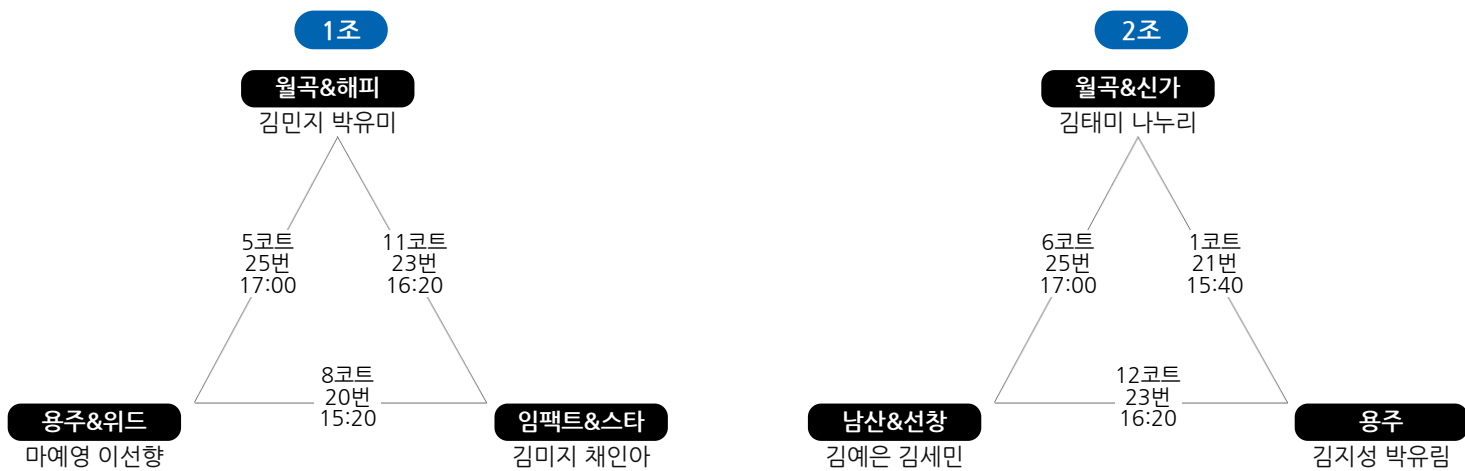 1조
월곡&해피
김민지 박유미
5코트
25번
17:00
11코트
23번
16:20
8코트
20번
15:20
용주&위드
마예영 이선향
임팩트&스타
김미지 채인아
2조
월곡&신가
김태미 나누리
6코트
25번
17:00
1코트
21번
15:40
12코트
23번
16:20
남산&선창
김예은 김세민
용주
김지성 박유림